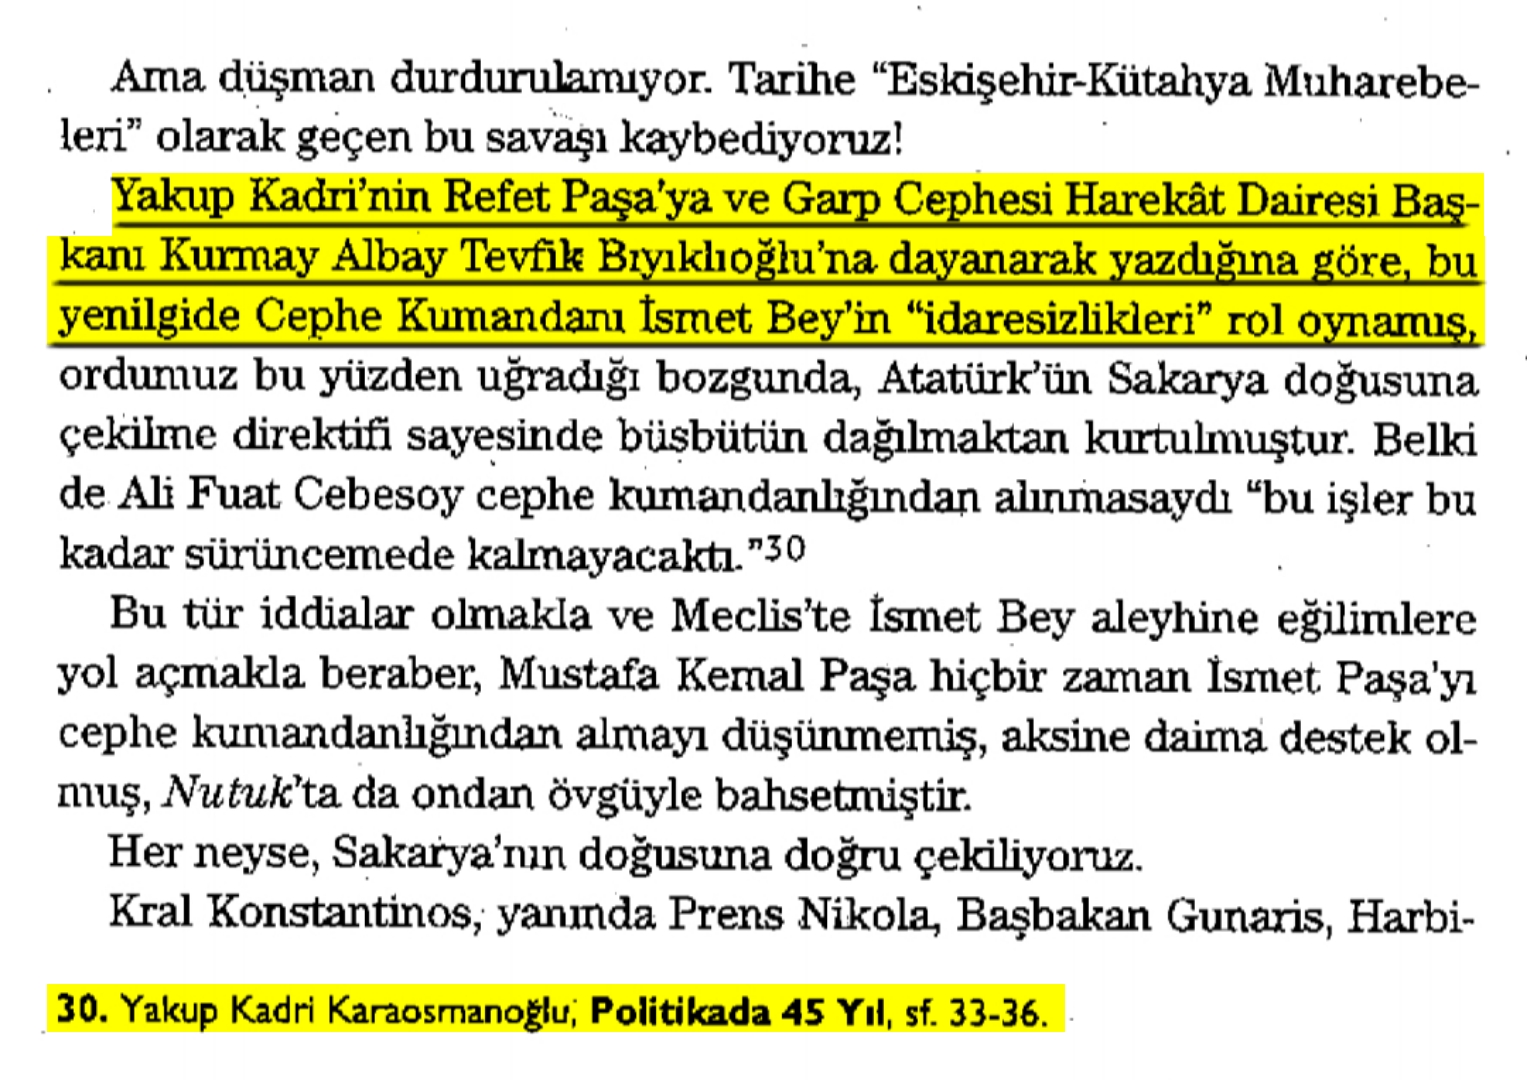 Ama düşman durdurulamıyor. Tarihe “Eskişehir-Kütahya Muharebe-
leri” olarak geçen bu savaşı kaybediyoruz!
Yakup Kadri’nin Refet Paşa’ya ve Garp Cephesi Harekât Dairesi Baş-
kanı Kurmay Albay Tevfik Bıyıklıoğlu’na dayanarak yazdığına göre, bu
yenilgide Cephe Kumandanı İsmet Bey’in “idaresizlikleri” rol oynamış,
ordumuz bu yüzden uğradığı bozgunda, Atatürk’ün Sakarya doğusuna
çekilme direktifi sayesinde büsbütün dağılmaktan kurtulmuştur. Belki
de Ali Fuat Cebesoy cephe kumandanlığından alınmasaydı “bu işler bu
kadar sürüncemede kalmayacaktı.”30
Bu tür iddialar olmakla ve Meclis’te İsmet Bey aleyhine eğilimlere
yol açmakla beraber, Mustafa Kemal Paşa hiçbir zaman İsmet Paşa’yı
cephe kumandanlığından almayı düşünmemiş, aksine daima destek ol-
muş, Nutuk’ta da ondan övgüyle bahsetmiştir.
Her neyse, Sakarya’nın doğusuna doğru çekiliyoruz.
Kral Konstantinos, yanında Prens Nikola, Başbakan Gunaris, Harbi-
30. Yakup Kadri Karaosmanoğlu; Politikada 45 Yıl, sf. 33-36.